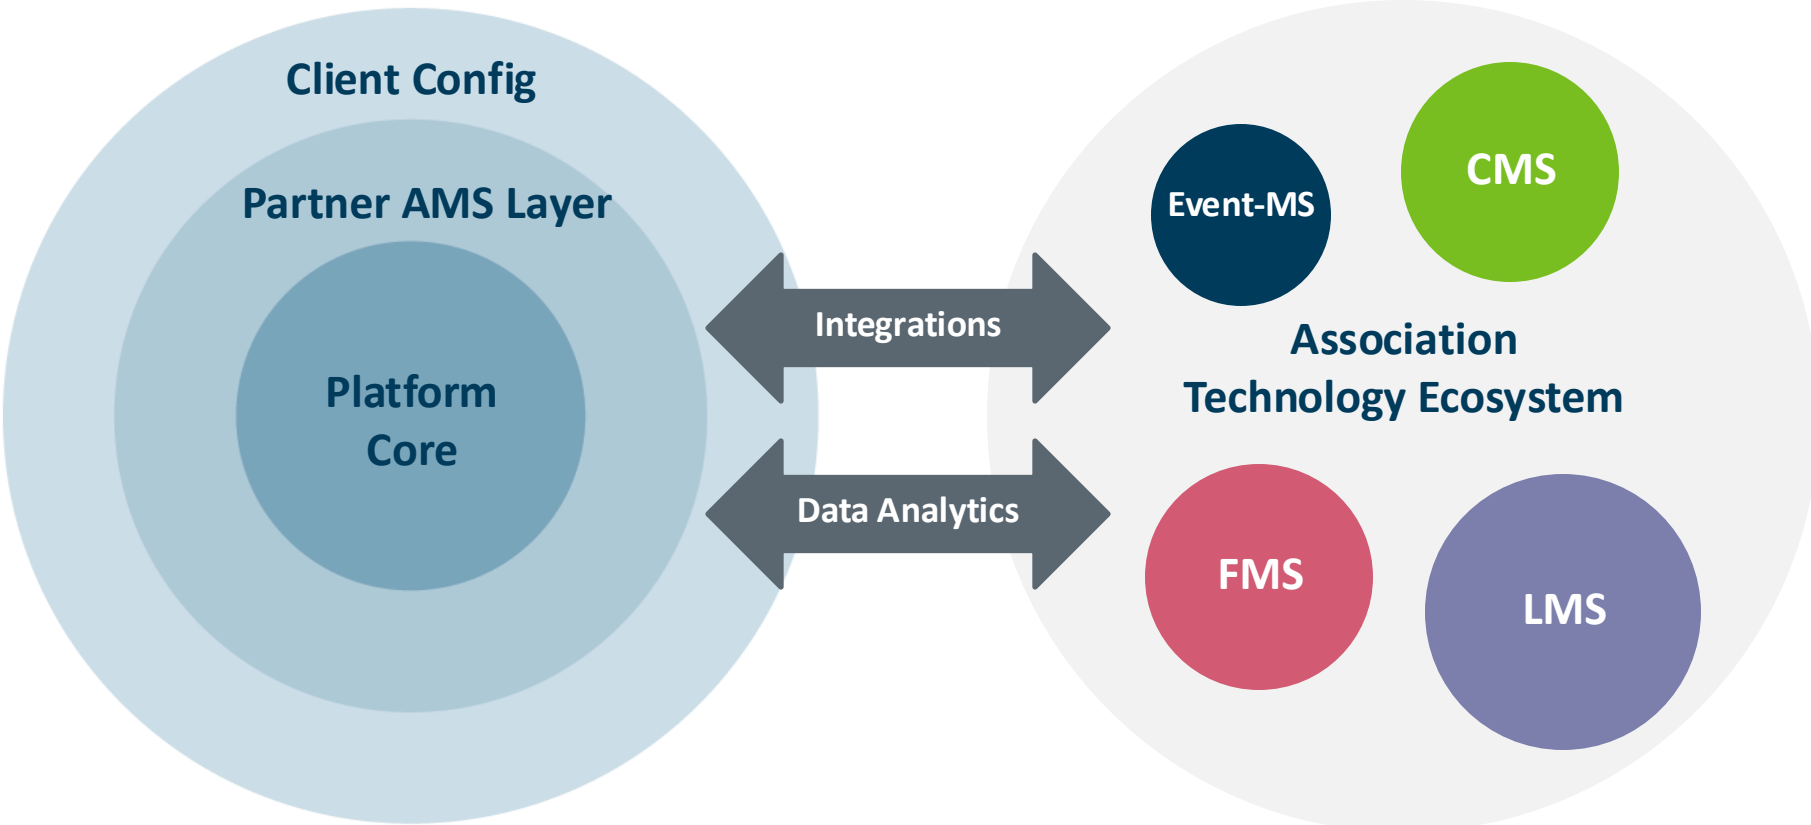 Client Config
Partner AMS Layer
Platform
Core
Integrations
Data Analytics
Event-MS
CMS
Association
Technology Ecosystem
FMS
LMS